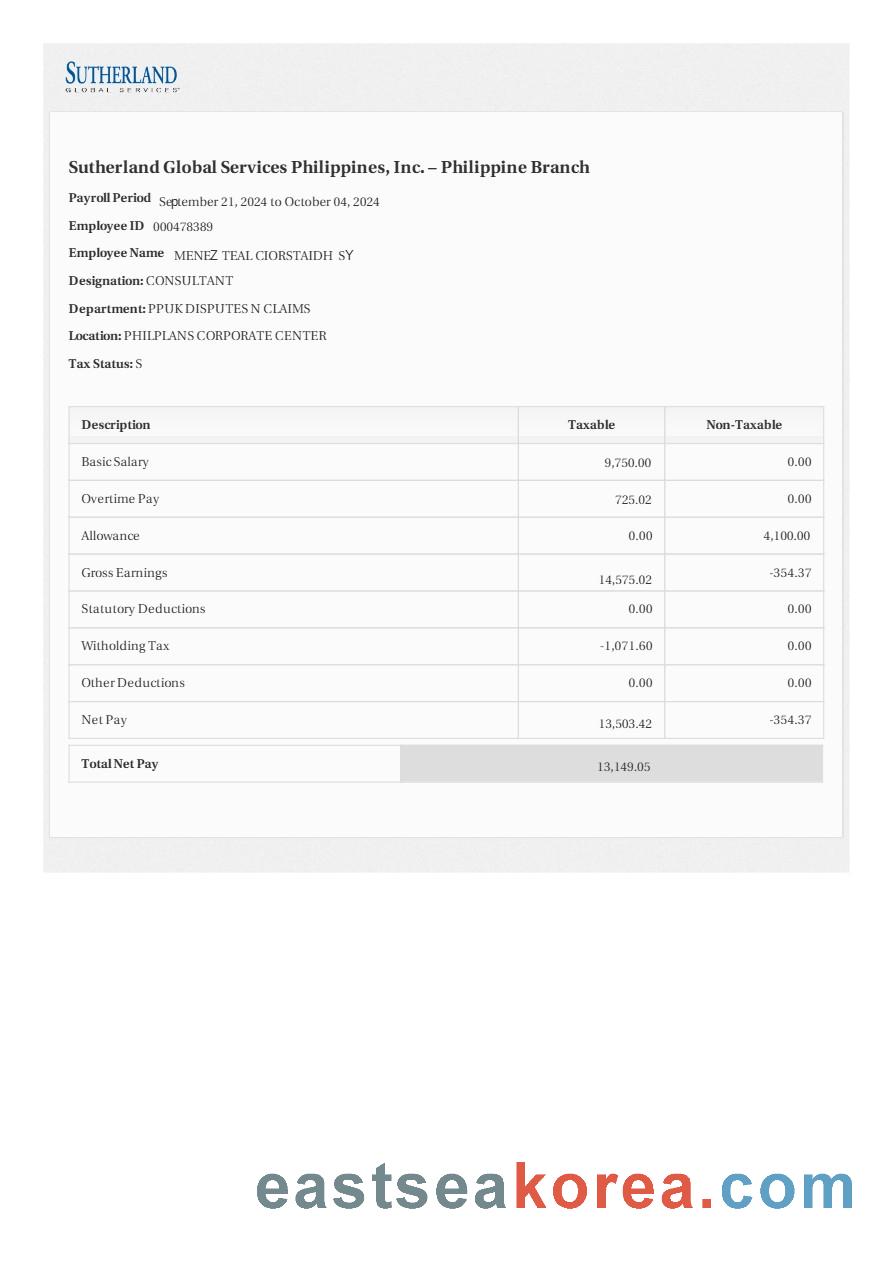 SUTHERLAND
GLOBAL SERVICES
Sutherland Global Services Philippines, Inc. – Philippine Branch
Payroll Period September 21, 2024 to October 04, 2024
Employee ID 000478389
Employee Name MENEZ TEAL CIORSTAIDH SY
Designation: CONSULTANT
Department: PPUK DISPUTES N CLAIMS
Location: PHILPLANS CORPORATE CENTER
Tax Status: S
Description Taxable Non-Taxable
Basic Salary 9,750.00 0.00
Overtime Pay 725.02 0.00
Allowance 0.00 4,100.00
Gross Earnings 14,575.02 -354.37
Statutory Deductions 0.00 0.00
Witholding Tax -1,071.60 0.00
Other Deductions 0.00 0.00
Net Pay 13,503.42 -354.37
Total Net Pay 13,149.05
eastseakorea.com